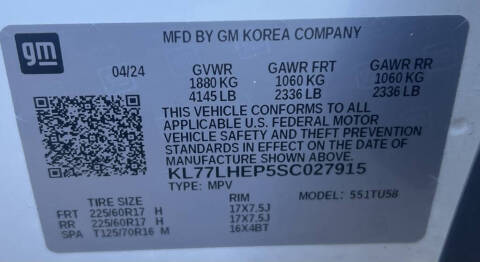 gm
MFD BY GM KOREA COMPANY
04/24 GVWR GAWR FRT GAWR RR
1880 KG 1060 KG 1060 KG
4145 LB 2336 LB 2336 LB
THIS VEHICLE CONFORMS TO ALL
APPLICABLE U.S. FEDERAL MOTOR
VEHICLE SAFETY AND THEFT PREVENTION
STANDARDS IN EFFECT ON THE DATE OF
MANUFACTURE SHOWN ABOVE.
KL77LHEP5SC027915
TYPE: MPV MODEL: 551TU58
TIRE SIZE RIM
FRT 225/60R17 H 17X7.5J
RR 225/60R17 H 17X7.5J
SPA T125/70R16 M 16X4BT